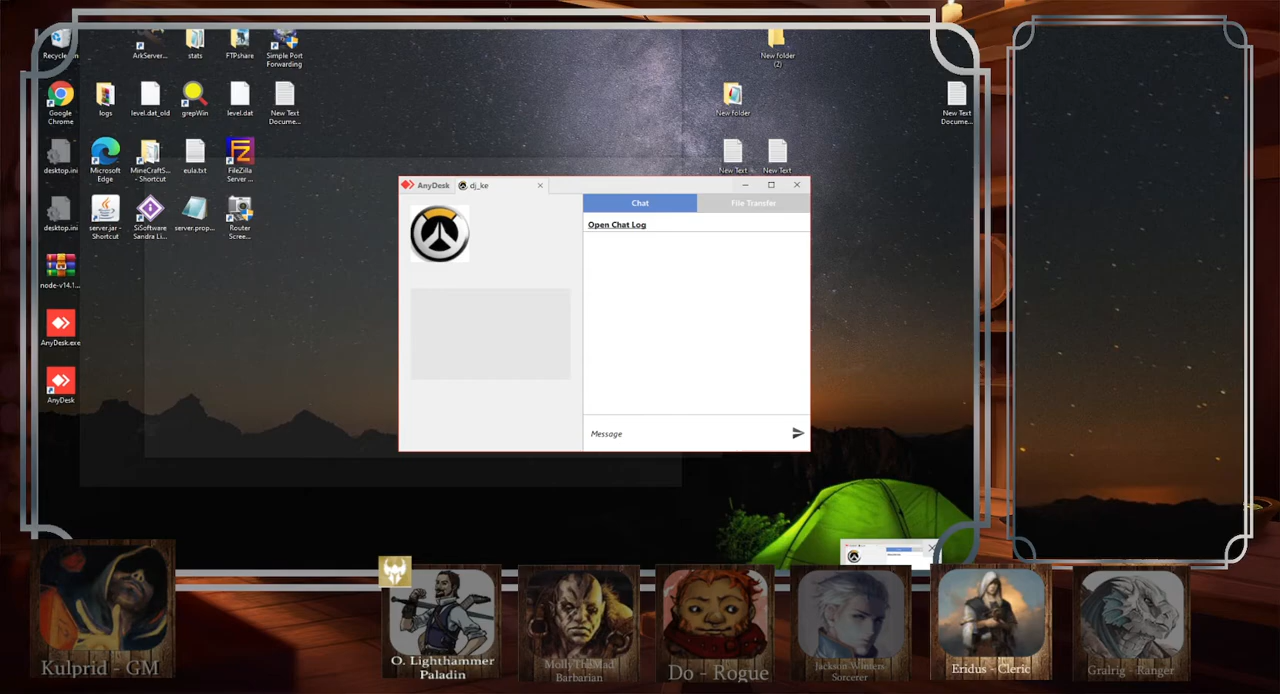 Recycle Bin
ArkServer...
stats
FTPshare
Simple Port
Forwarding
New folder
(2)
Google
Chrome
logs
level.dat_old
grepWin
level.dat
New Text
Docume...
New folder
New Text
Docume...
desktop.ini
Microsoft
Edge
MineCraftS...
- Shortcut
eula.txt
FileZilla
Server ...
New Text
New Text
AnyDesk
dj_ke
Chat
File Transfer
Open Chat Log
desktop.ini
server.jar -
Shortcut
SiSoftware
Sandra Li...
server.prop...
Router
Scree...
node-v14.1...
AnyDesk.exe
AnyDesk
Message
Kulprid - GM
O. Lighthammer
Paladin
MollyTheMad
Barbarian
Do - Rogue
Jackson Winters
Sorcerer
Eridus - Cleric
Gralrig - Ranger